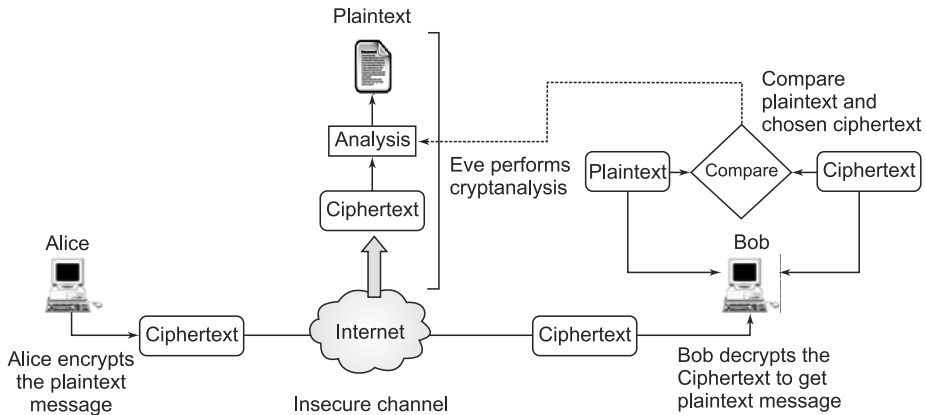 Plaintext
Analysis
Ciphertext
Eve performs
cryptanalysis
Compare
plaintext and
chosen ciphertext
Plaintext
Compare
Ciphertext
Alice
Bob
Ciphertext
Internet
Ciphertext
Alice encrypts
the plaintext
message
Insecure channel
Bob decrypts the
Ciphertext to get
plaintext message